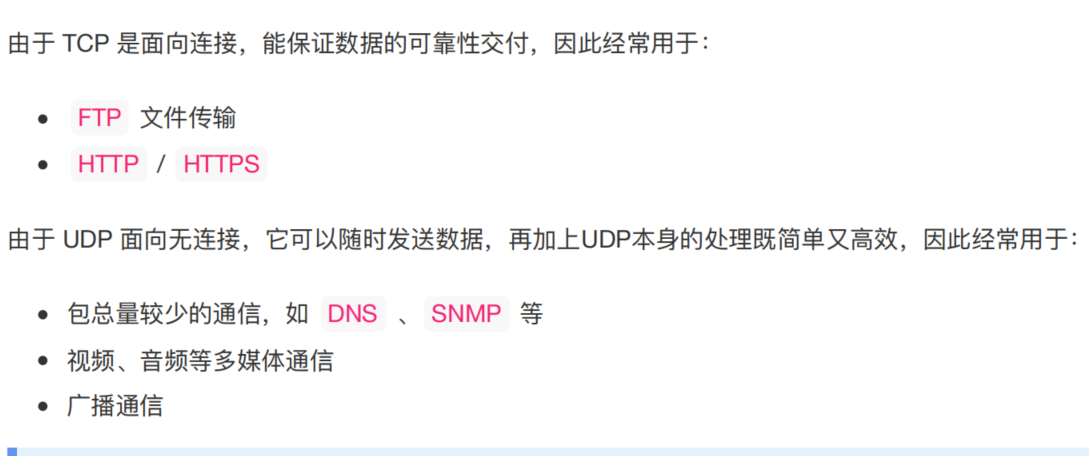 由于 TCP 是面向连接，能保证数据的可靠性交付，因此经常用于：
FTP 文件传输
HTTP / HTTPS
由于 UDP 面向无连接，它可以随时发送数据，再加上UDP本身的处理既简单又高效，因此经常用于：
包总量较少的通信，如 DNS 、 SNMP 等
视频、音频等多媒体通信
广播通信